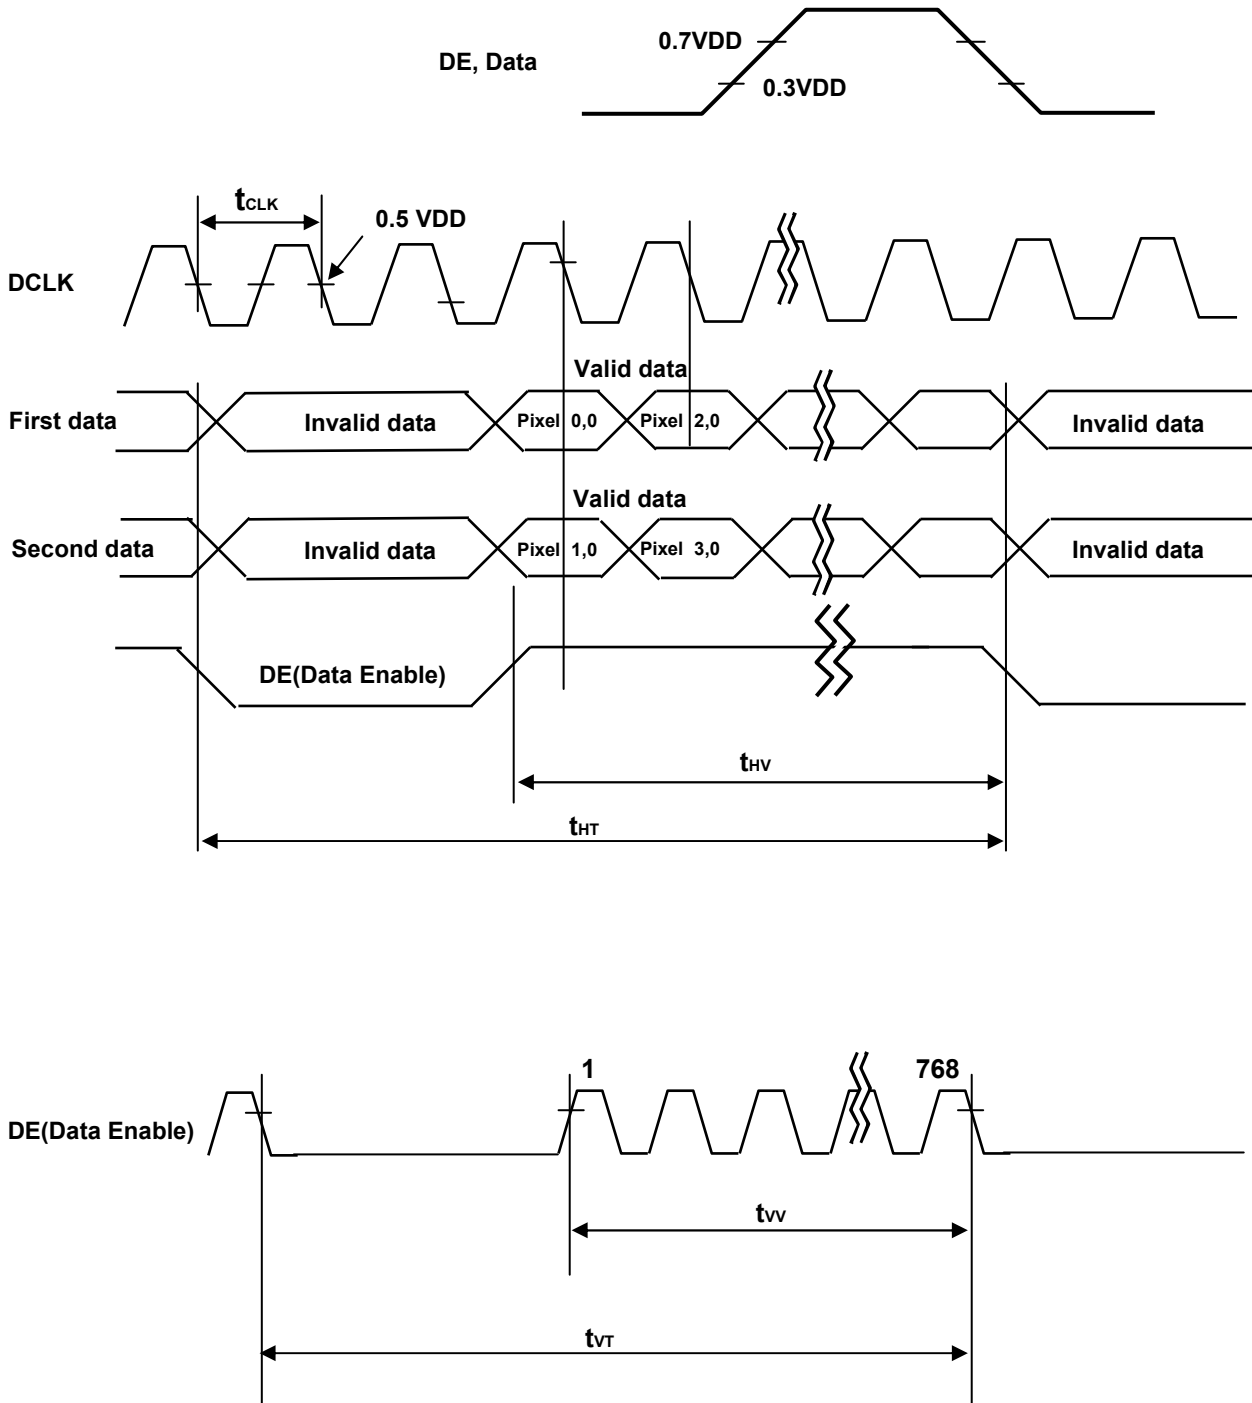 0.7VDD
DE, Data
0.3VDD
tCLK
0.5 VDD
DCLK
Valid data
First data
Invalid data
Pixel 0,0
Pixel 2,0
Invalid data
Valid data
Second data
Invalid data
Pixel 1,0
Pixel 3,0
Invalid data
DE(Data Enable)
tHV
tHT
1
768
DE(Data Enable)
tVV
tVT